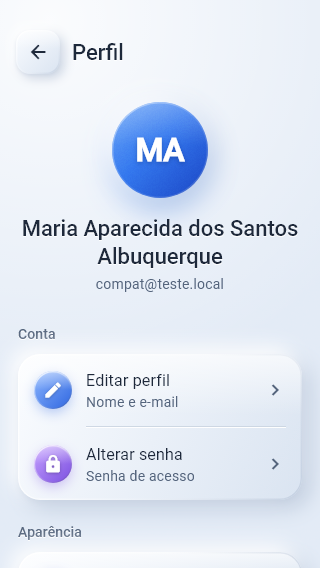 Perfil
MA
Maria Aparecida dos Santos
Albuquerque
compat@teste.local
Conta
Editar perfil
Nome e e-mail
Alterar senha
Senha de acesso
Aparência